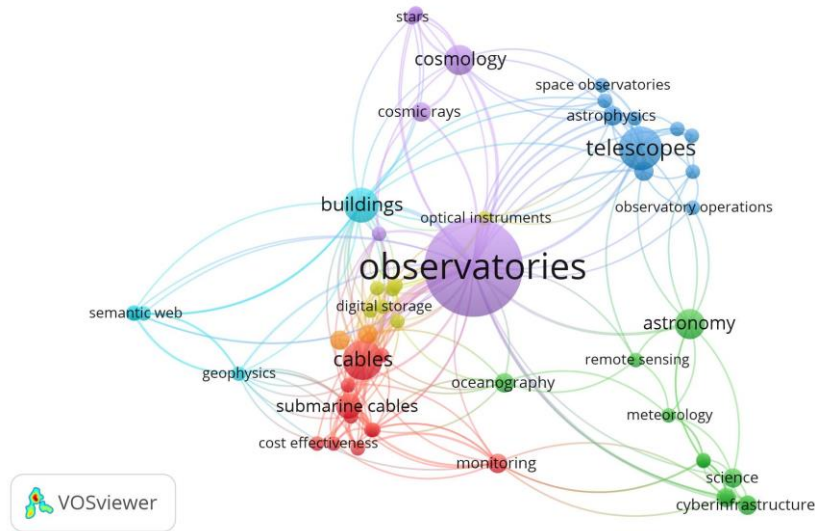 stars
cosmology
space observatories
cosmic rays
astrophysics
telescopes
buildings
observatory operations
optical instruments
observatories
digital storage
semantic web
astronomy
cables
remote sensing
geophysics
oceanography
submarine cables
meteorology
cost effectiveness
monitoring
science
cyberinfrastructure
VOSviewer